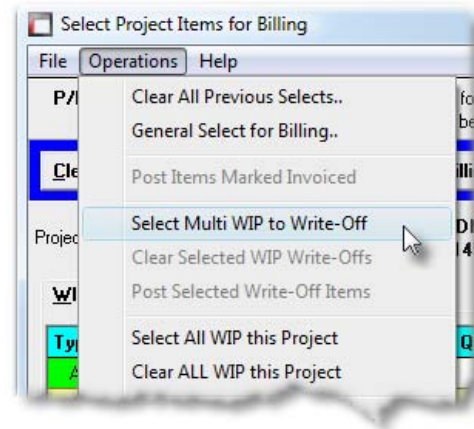 Select Project Items for Billing
File Operations Help
Clear All Previous Selects..
General Select for Billing..
Post Items Marked Invoiced
Select Multi WIP to Write-Off
Clear Selected WIP Write-Offs
Post Selected Write-Off Items
Select All WIP this Project
Clear ALL WIP this Project